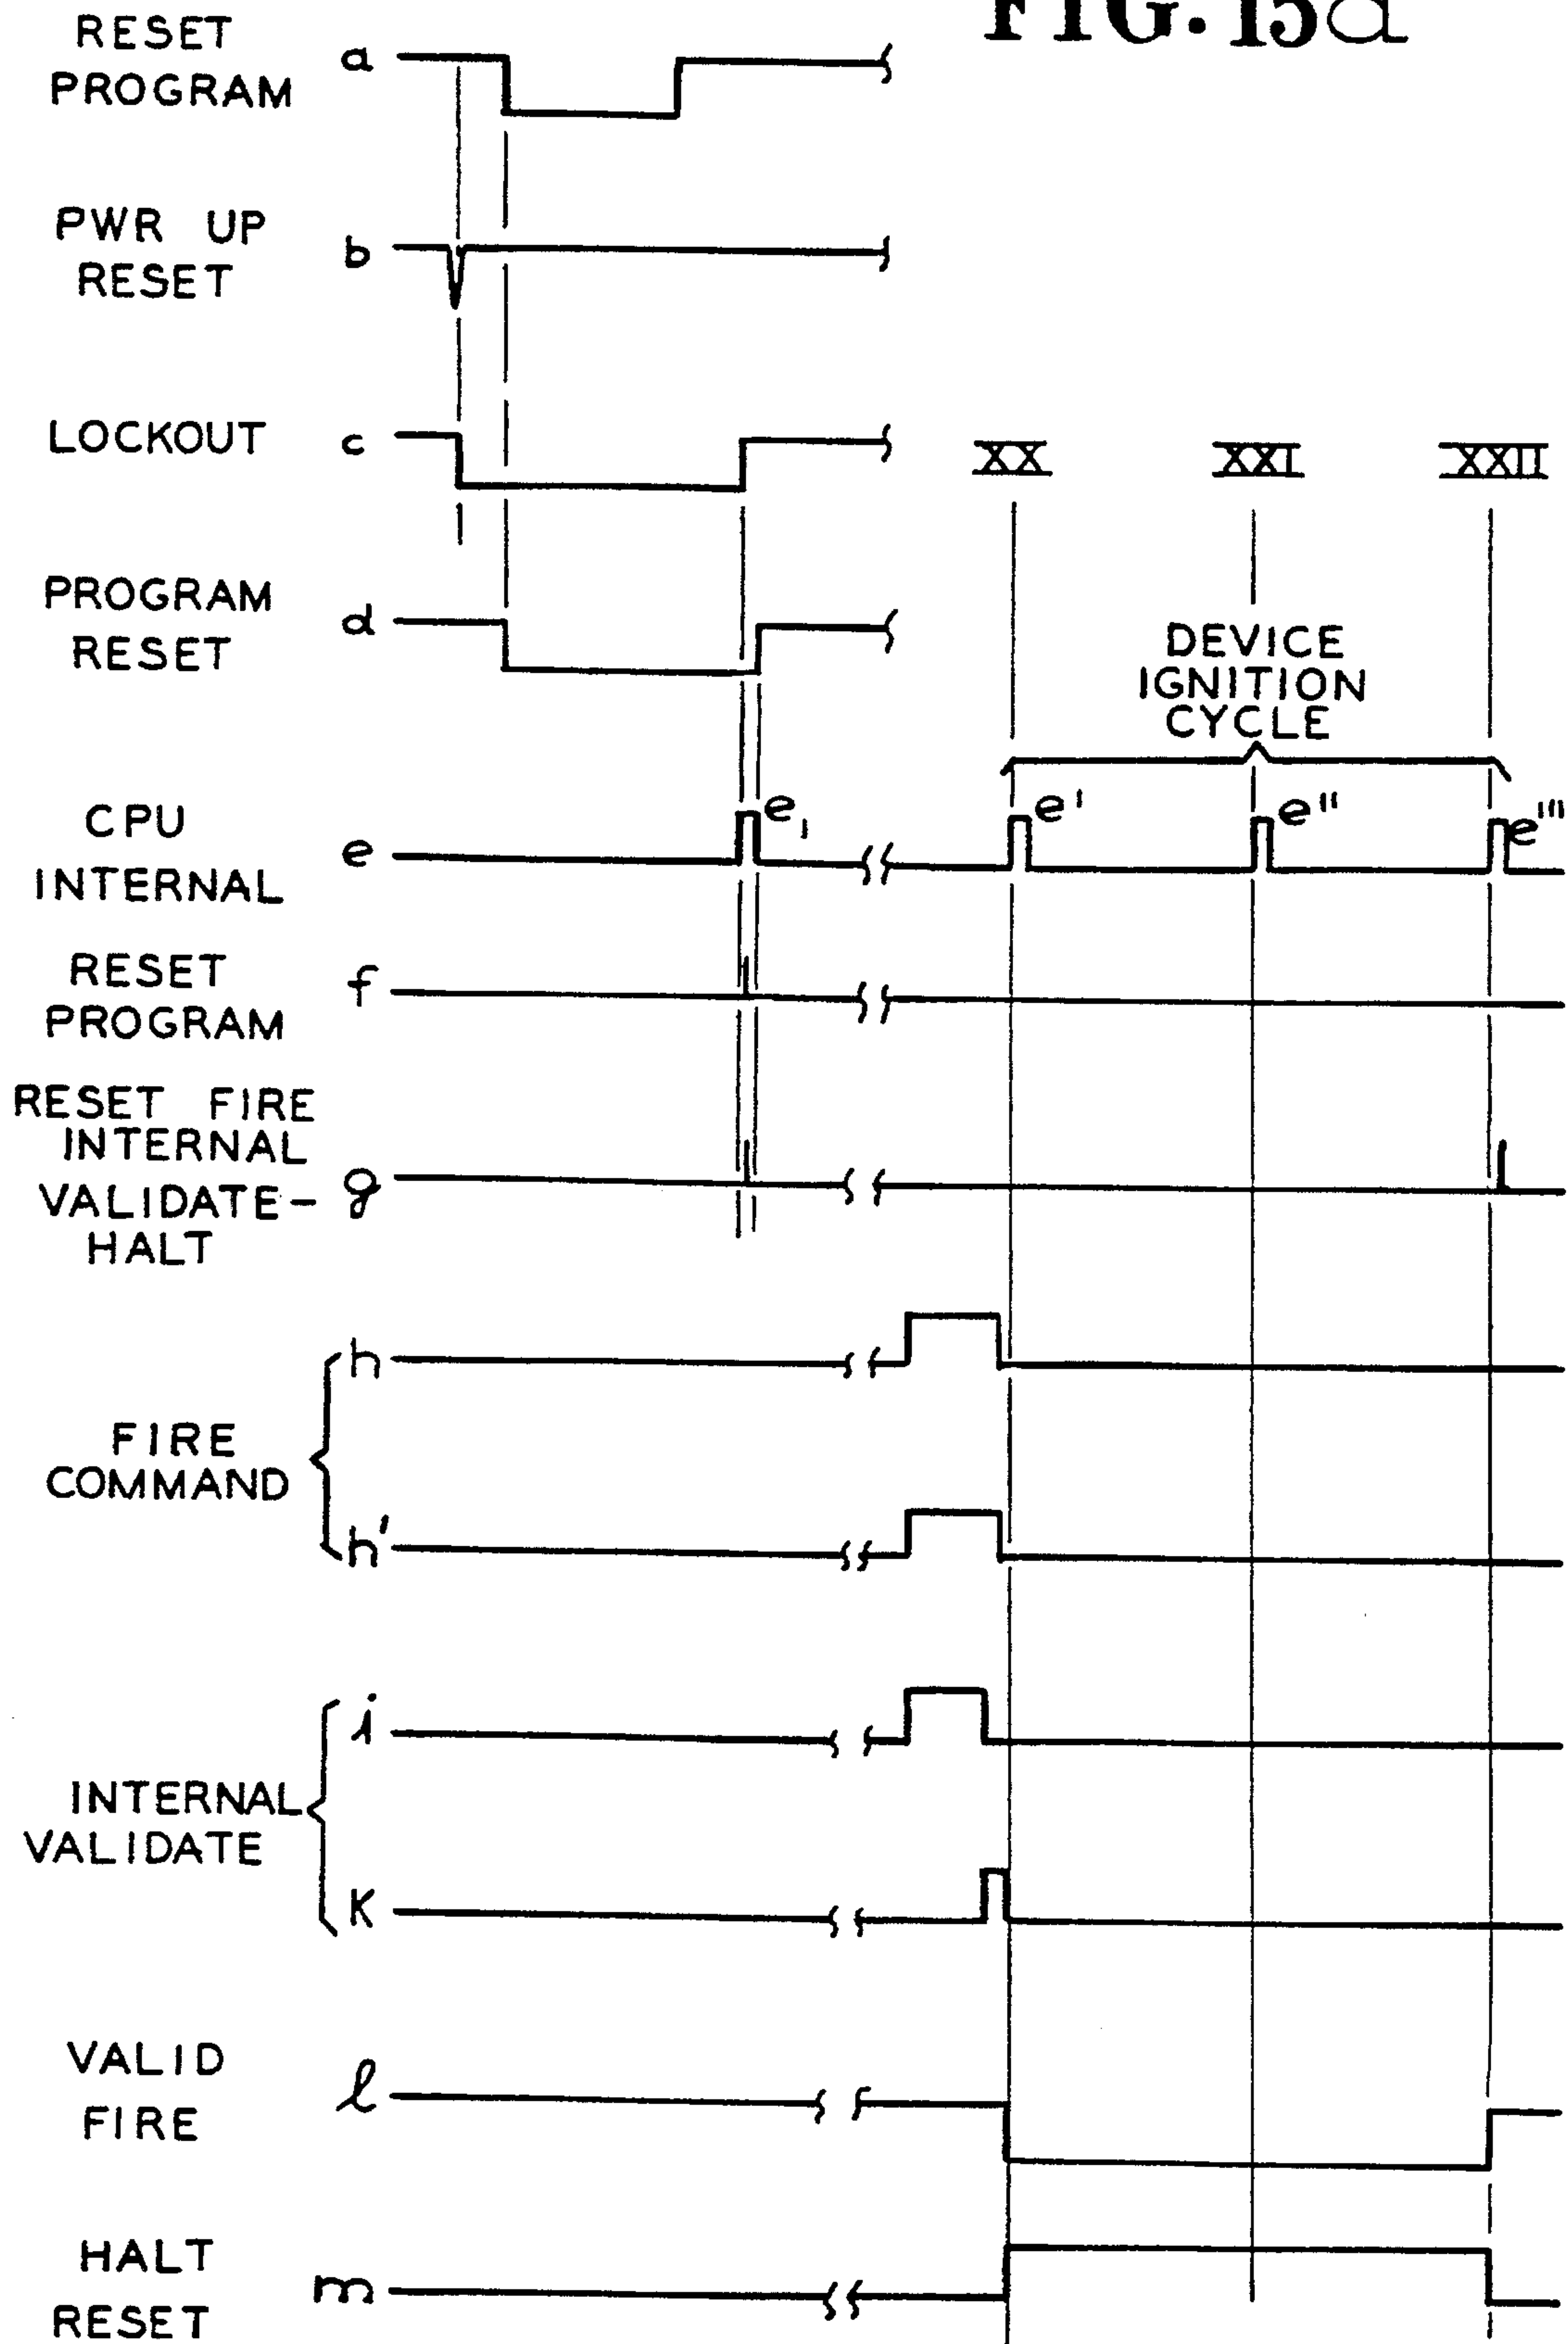 FIG. 15a
RESET
PROGRAM
a
PWR UP
RESET
b
LOCKOUT
c
XX
XXI
XXII
PROGRAM
RESET
d
DEVICE
IGNITION
CYCLE
CPU
INTERNAL
e
e₁
e'
e''
e'''
RESET
PROGRAM
f
RESET FIRE
INTERNAL
VALIDATE-
HALT
g
FIRE
COMMAND
h
h'
INTERNAL
VALIDATE
i
K
VALID
FIRE
l
HALT
RESET
m